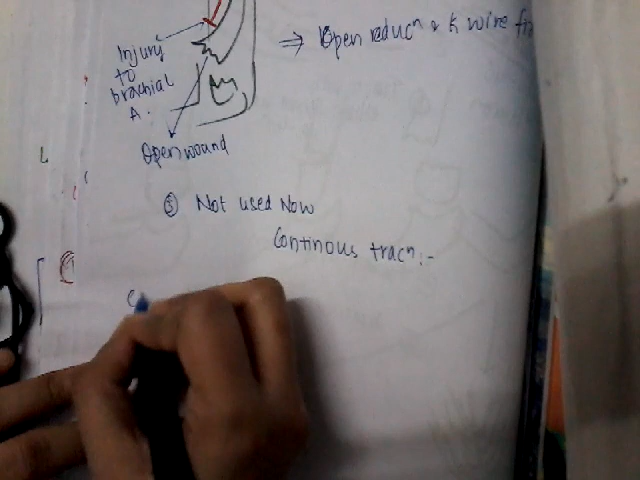 Injury
to
brachial
A.
⇒ Open reducⁿ & K wire fix
Open wound
③ Not used Now
Continous tracⁿ :-